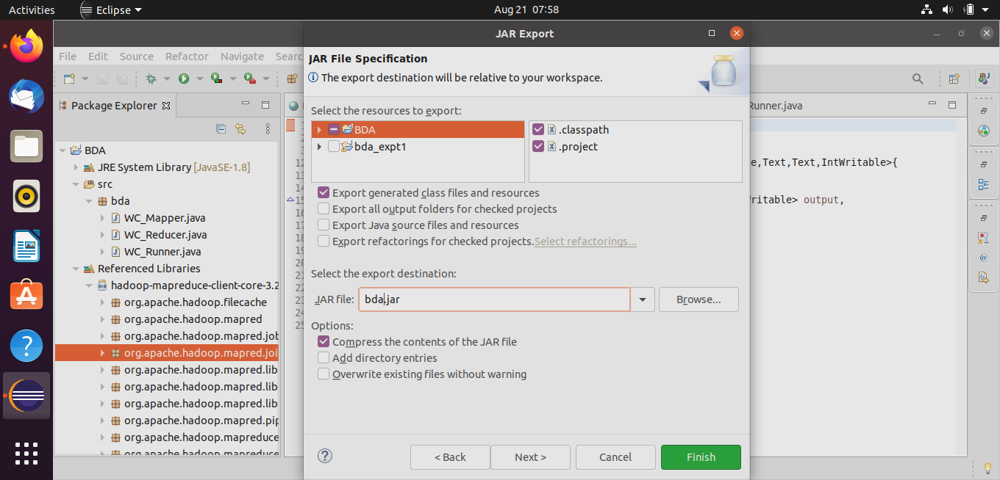 Activities Eclipse Aug 21 07:58
JAR Export
File Edit Source Refactor Navigate Searc
JAR File Specification
The export destination will be relative to your workspace.
Package Explorer
Runner.java
Select the resources to export:
BDA
bda_expt1
.classpath
.project
Export generated class files and resources
Export all output folders for checked projects
Export Java source files and resources
Export refactorings for checked projects. Select refactorings...
Select the export destination:
JAR file: bda.jar Browse...
Options:
Compress the contents of the JAR file
Add directory entries
Overwrite existing files without warning
? < Back Next > Cancel Finish
BDA
JRE System Library [JavaSE-1.8]
src
bda
WC_Mapper.java
WC_Reducer.java
WC_Runner.java
Referenced Libraries
hadoop-mapreduce-client-core-3.2
org.apache.hadoop.filecache
org.apache.hadoop.mapred
org.apache.hadoop.mapred.job
org.apache.hadoop.mapred.joi
org.apache.hadoop.mapred.lib
org.apache.hadoop.mapred.lib
org.apache.hadoop.mapred.lib
org.apache.hadoop.mapred.pip
org.apache.hadoop.mapreduce
org.apache.hadoop.mapreduce
12
13
14
15
16
17
18
19
20
21
22
23
24
25
e,Text,Text,IntWritable>{
Writable> output,